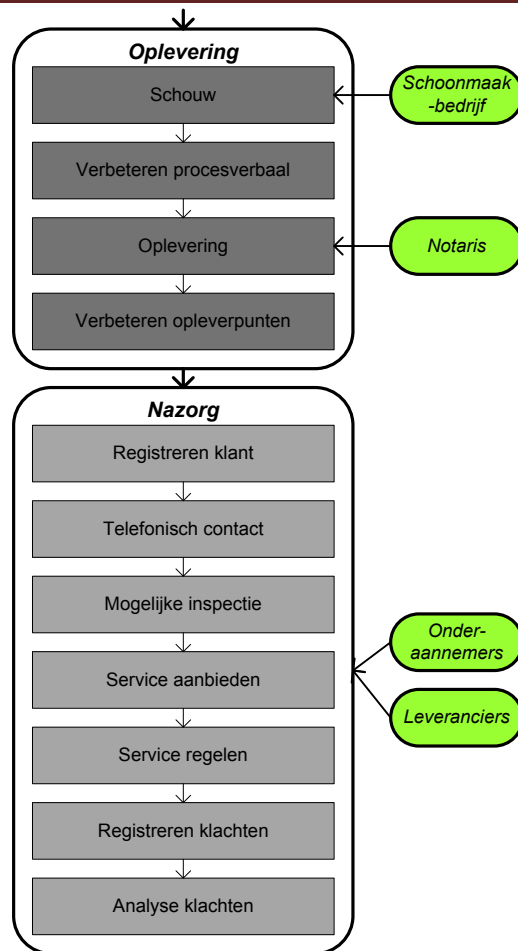 Oplevering
Schouw
Schoonmaak
-bedrijf
Verbeteren procesverbaal
Oplevering
Notaris
Verbeteren opleverpunten
Nazorg
Registreren klant
Telefonisch contact
Mogelijke inspectie
Onder-
aannemers
Service aanbieden
Leveranciers
Service regelen
Registreren klachten
Analyse klachten